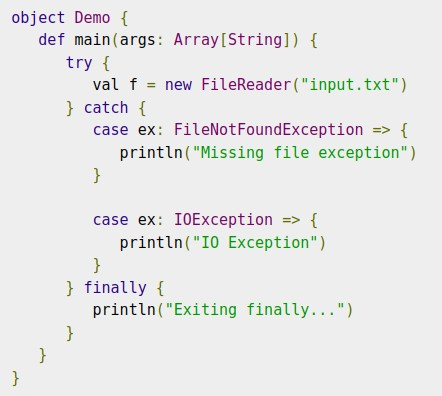 object Demo {
   def main(args: Array[String]) {
      try {
         val f = new FileReader("input.txt")
      } catch {
         case ex: FileNotFoundException => {
            println("Missing file exception")
         }

         case ex: IOException => {
            println("IO Exception")
         }
      } finally {
         println("Exiting finally...")
      }
   }
}